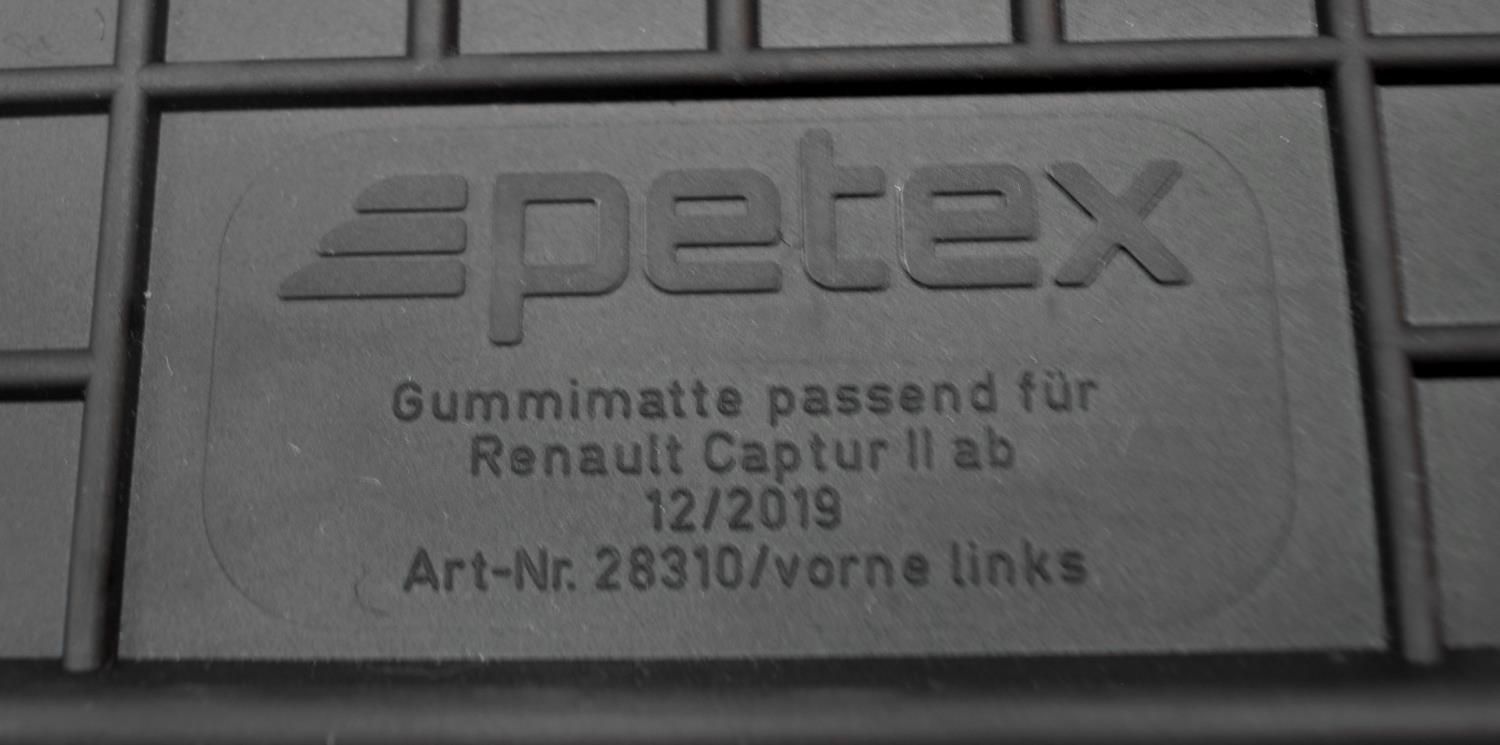 petex
Gummimatte passend für
Renault Captur II ab
12/2019
Art-Nr. 28310/vorne links